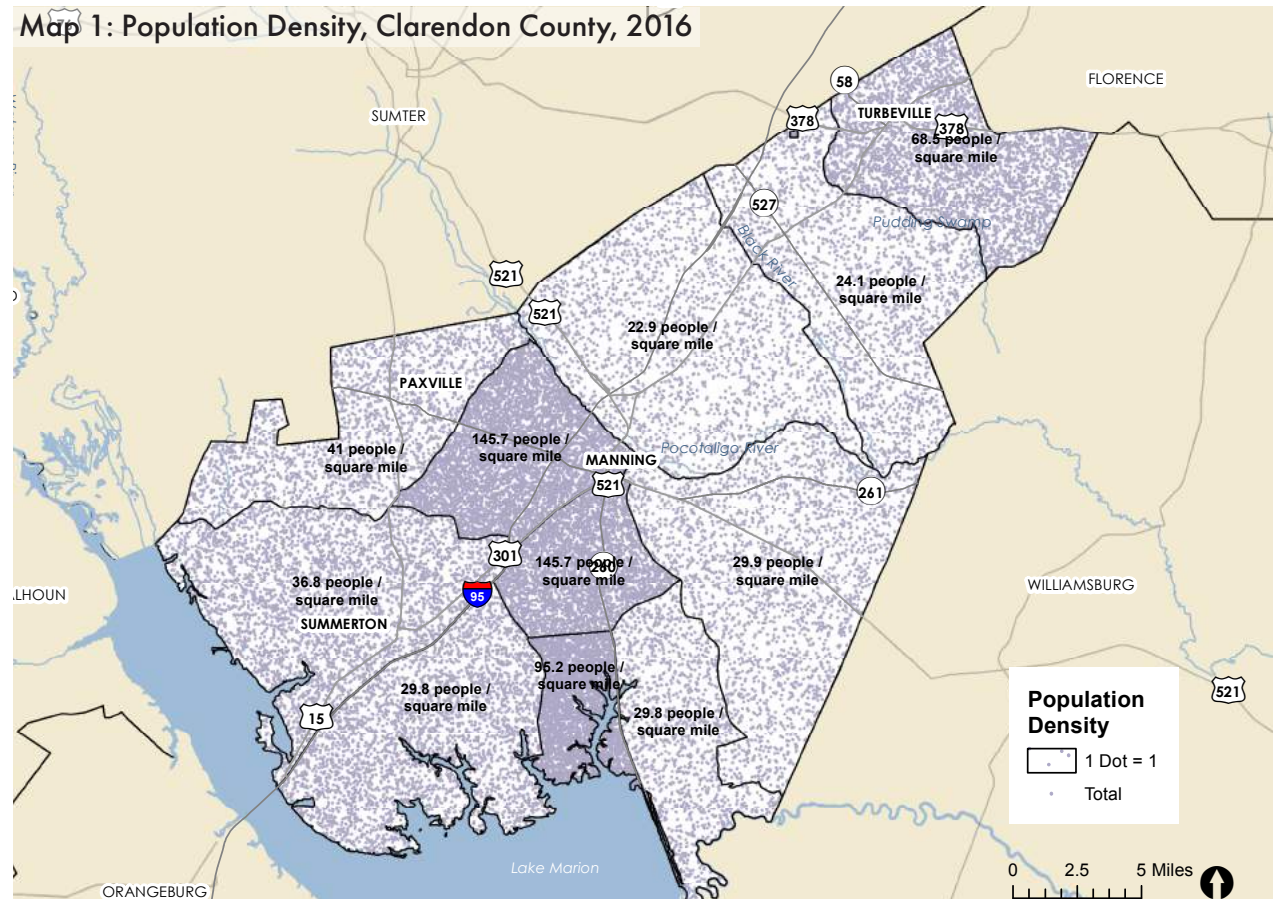 Map 1: Population Density, Clarendon County, 2016
FLORENCE
58
SUMTER
378
TURBEVILLE
378
68.5 people /
square mile
527
Pudding Swamp
Black River
521
24.1 people /
square mile
521
22.9 people /
square mile
PAXVILLE
145.7 people /
square mile
41 people /
square mile
Pocotaligo River
MANNING
521
261
301
145.7 people /
square mile
260
29.9 people /
square mile
36.8 people /
square mile
95
WILLIAMSBURG
ALHOUN
SUMMERTON
95.2 people /
square mile
29.8 people /
square mile
29.8 people /
square mile
15
521
Population
Density
1 Dot = 1
Total
Lake Marion
0 2.5 5 Miles
ORANGEBURG